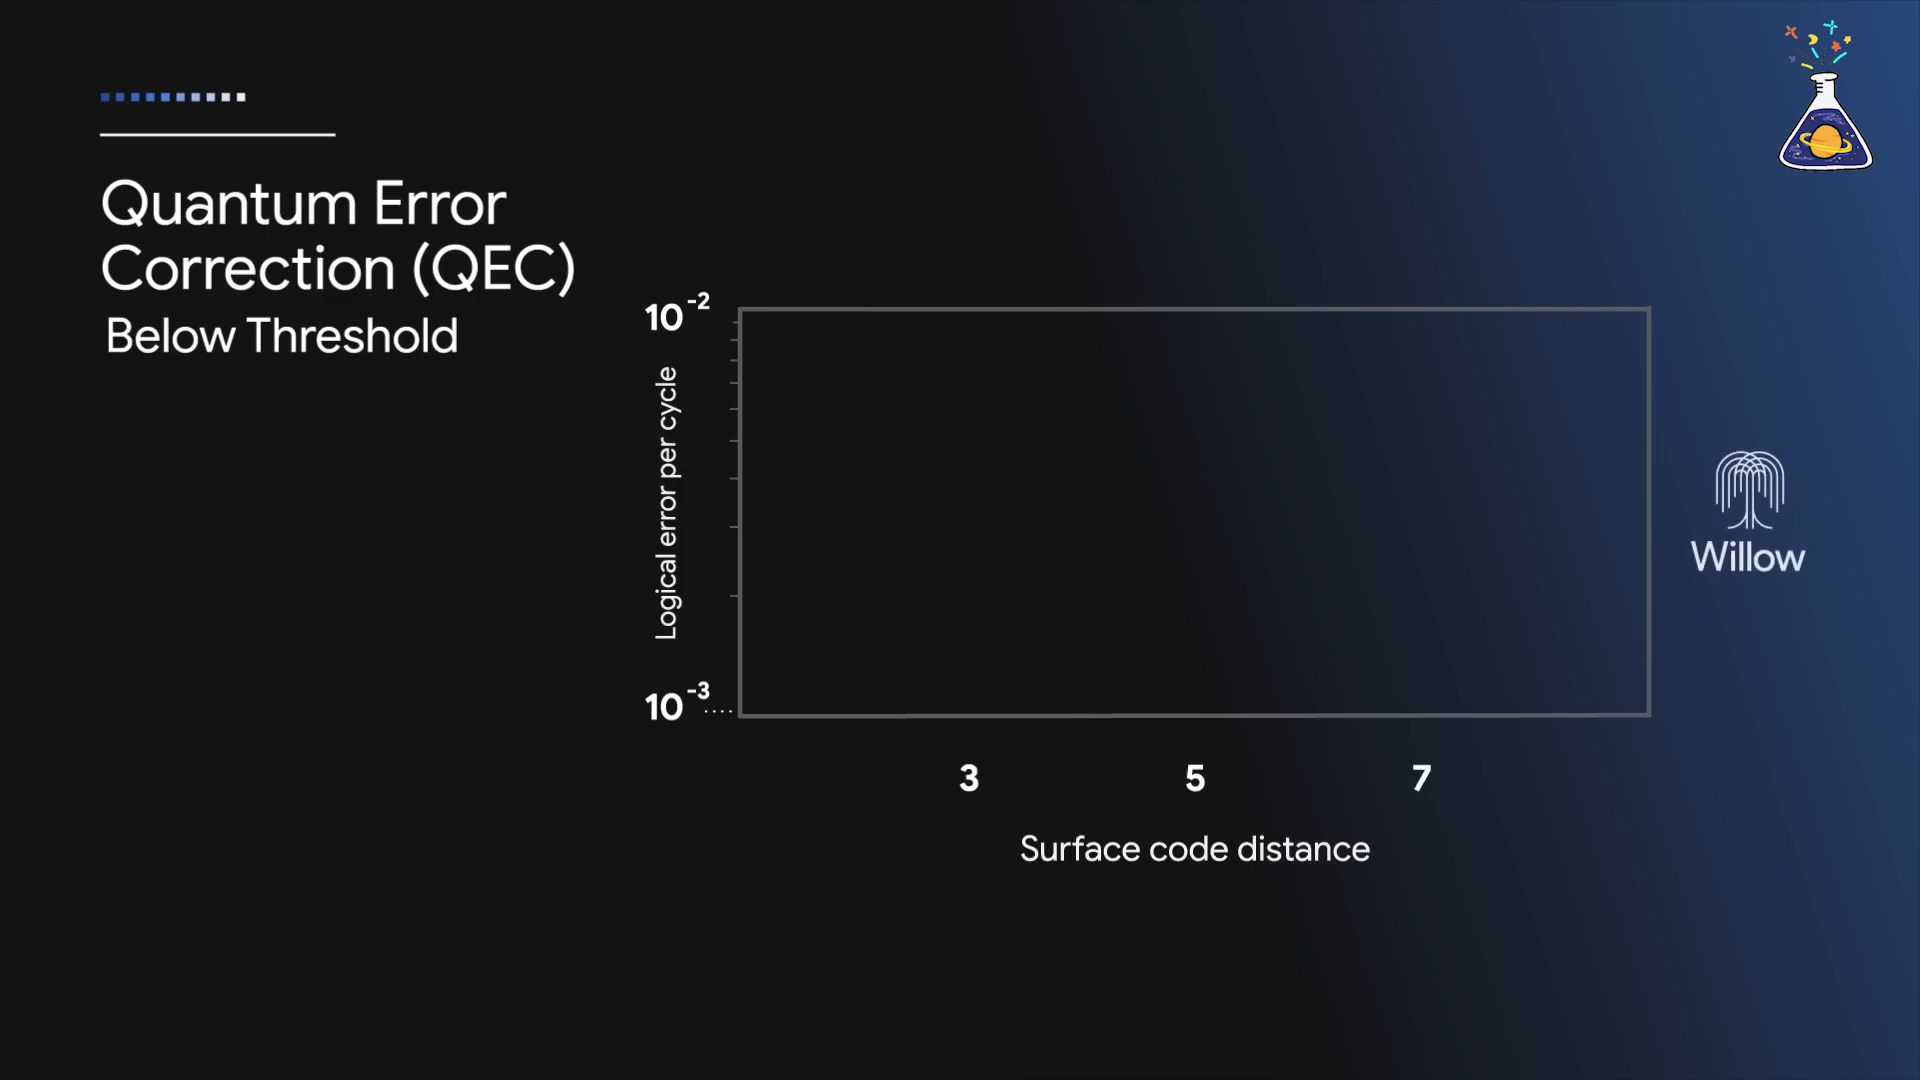 Quantum Error
Correction (QEC)
Below Threshold
10⁻²
Logical error per cycle
10⁻³
3 5 7
Surface code distance
Willow